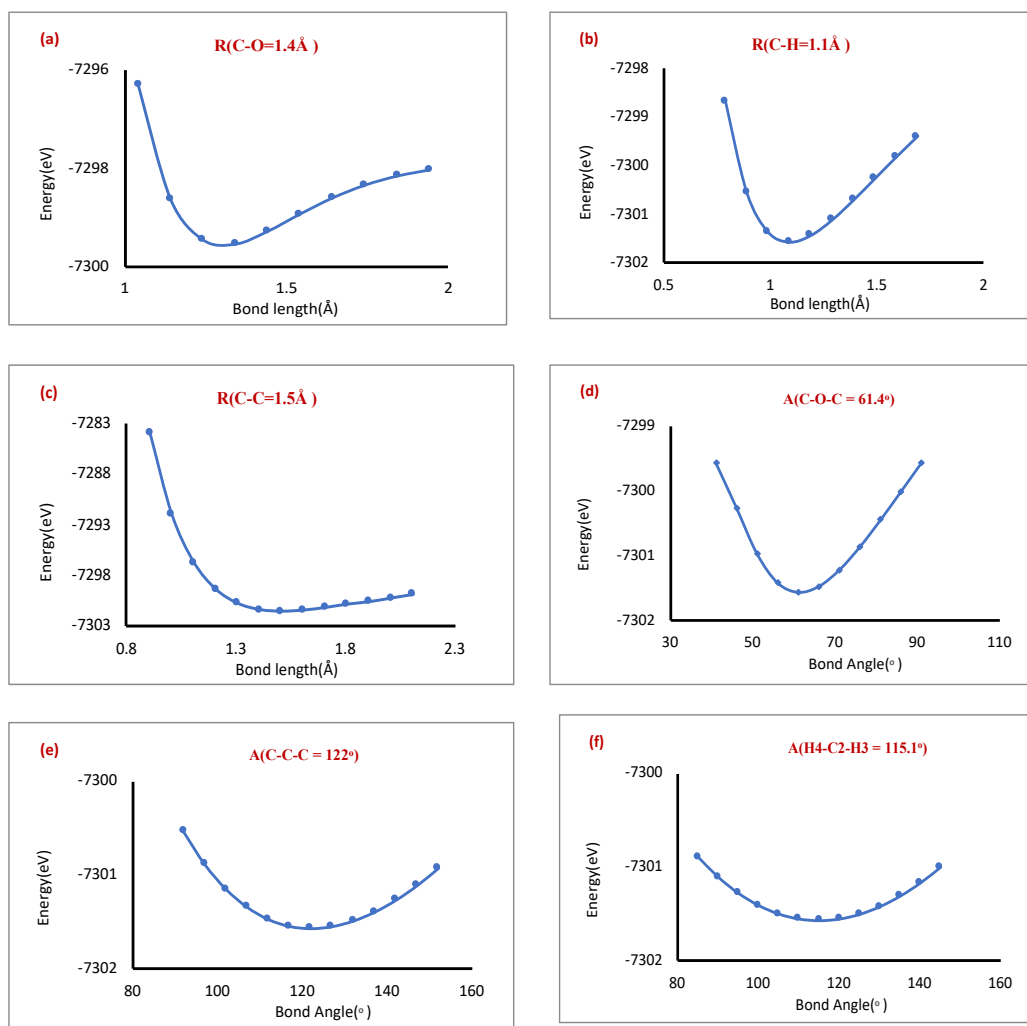 (a)
R(C-O=1.4Å )
-7296
-7298
-7300
Energy(eV)
1 1.5 2
Bond length(Å)
(b)
R(C-H=1.1Å )
-7298
-7299
-7300
-7301
-7302
Energy(eV)
0.5 1 1.5 2
Bond length(Å)
(c)
R(C-C=1.5Å )
-7283
-7288
-7293
-7298
-7303
Energy(eV)
0.8 1.3 1.8 2.3
Bond length(Å)
(d)
A(C-O-C = 61.4º)
-7299
-7300
-7301
-7302
Energy(eV)
30 50 70 90 110
Bond Angle(º )
(e)
A(C-C-C = 122º)
-7300
-7301
-7302
Energy(eV)
80 100 120 140 160
Bond Angle(º )
(f)
A(H4-C2-H3 = 115.1º)
-7300
-7301
-7302
Energy(eV)
80 100 120 140 160
Bond Angle(º )